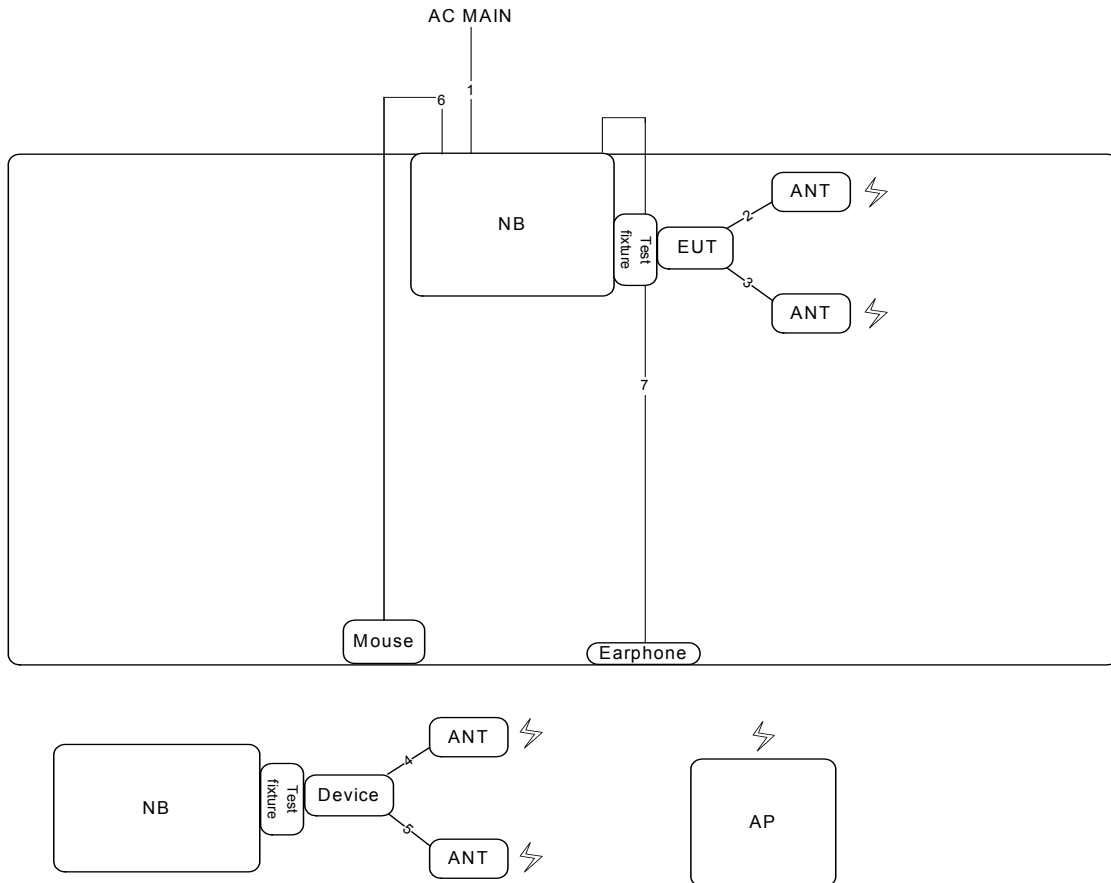 AC MAIN
6
1
ANT
NB
2
Test
fixture
EUT
3
ANT
7
Mouse
Earphone
ANT
4
NB
Test
fixture
Device
AP
5
ANT